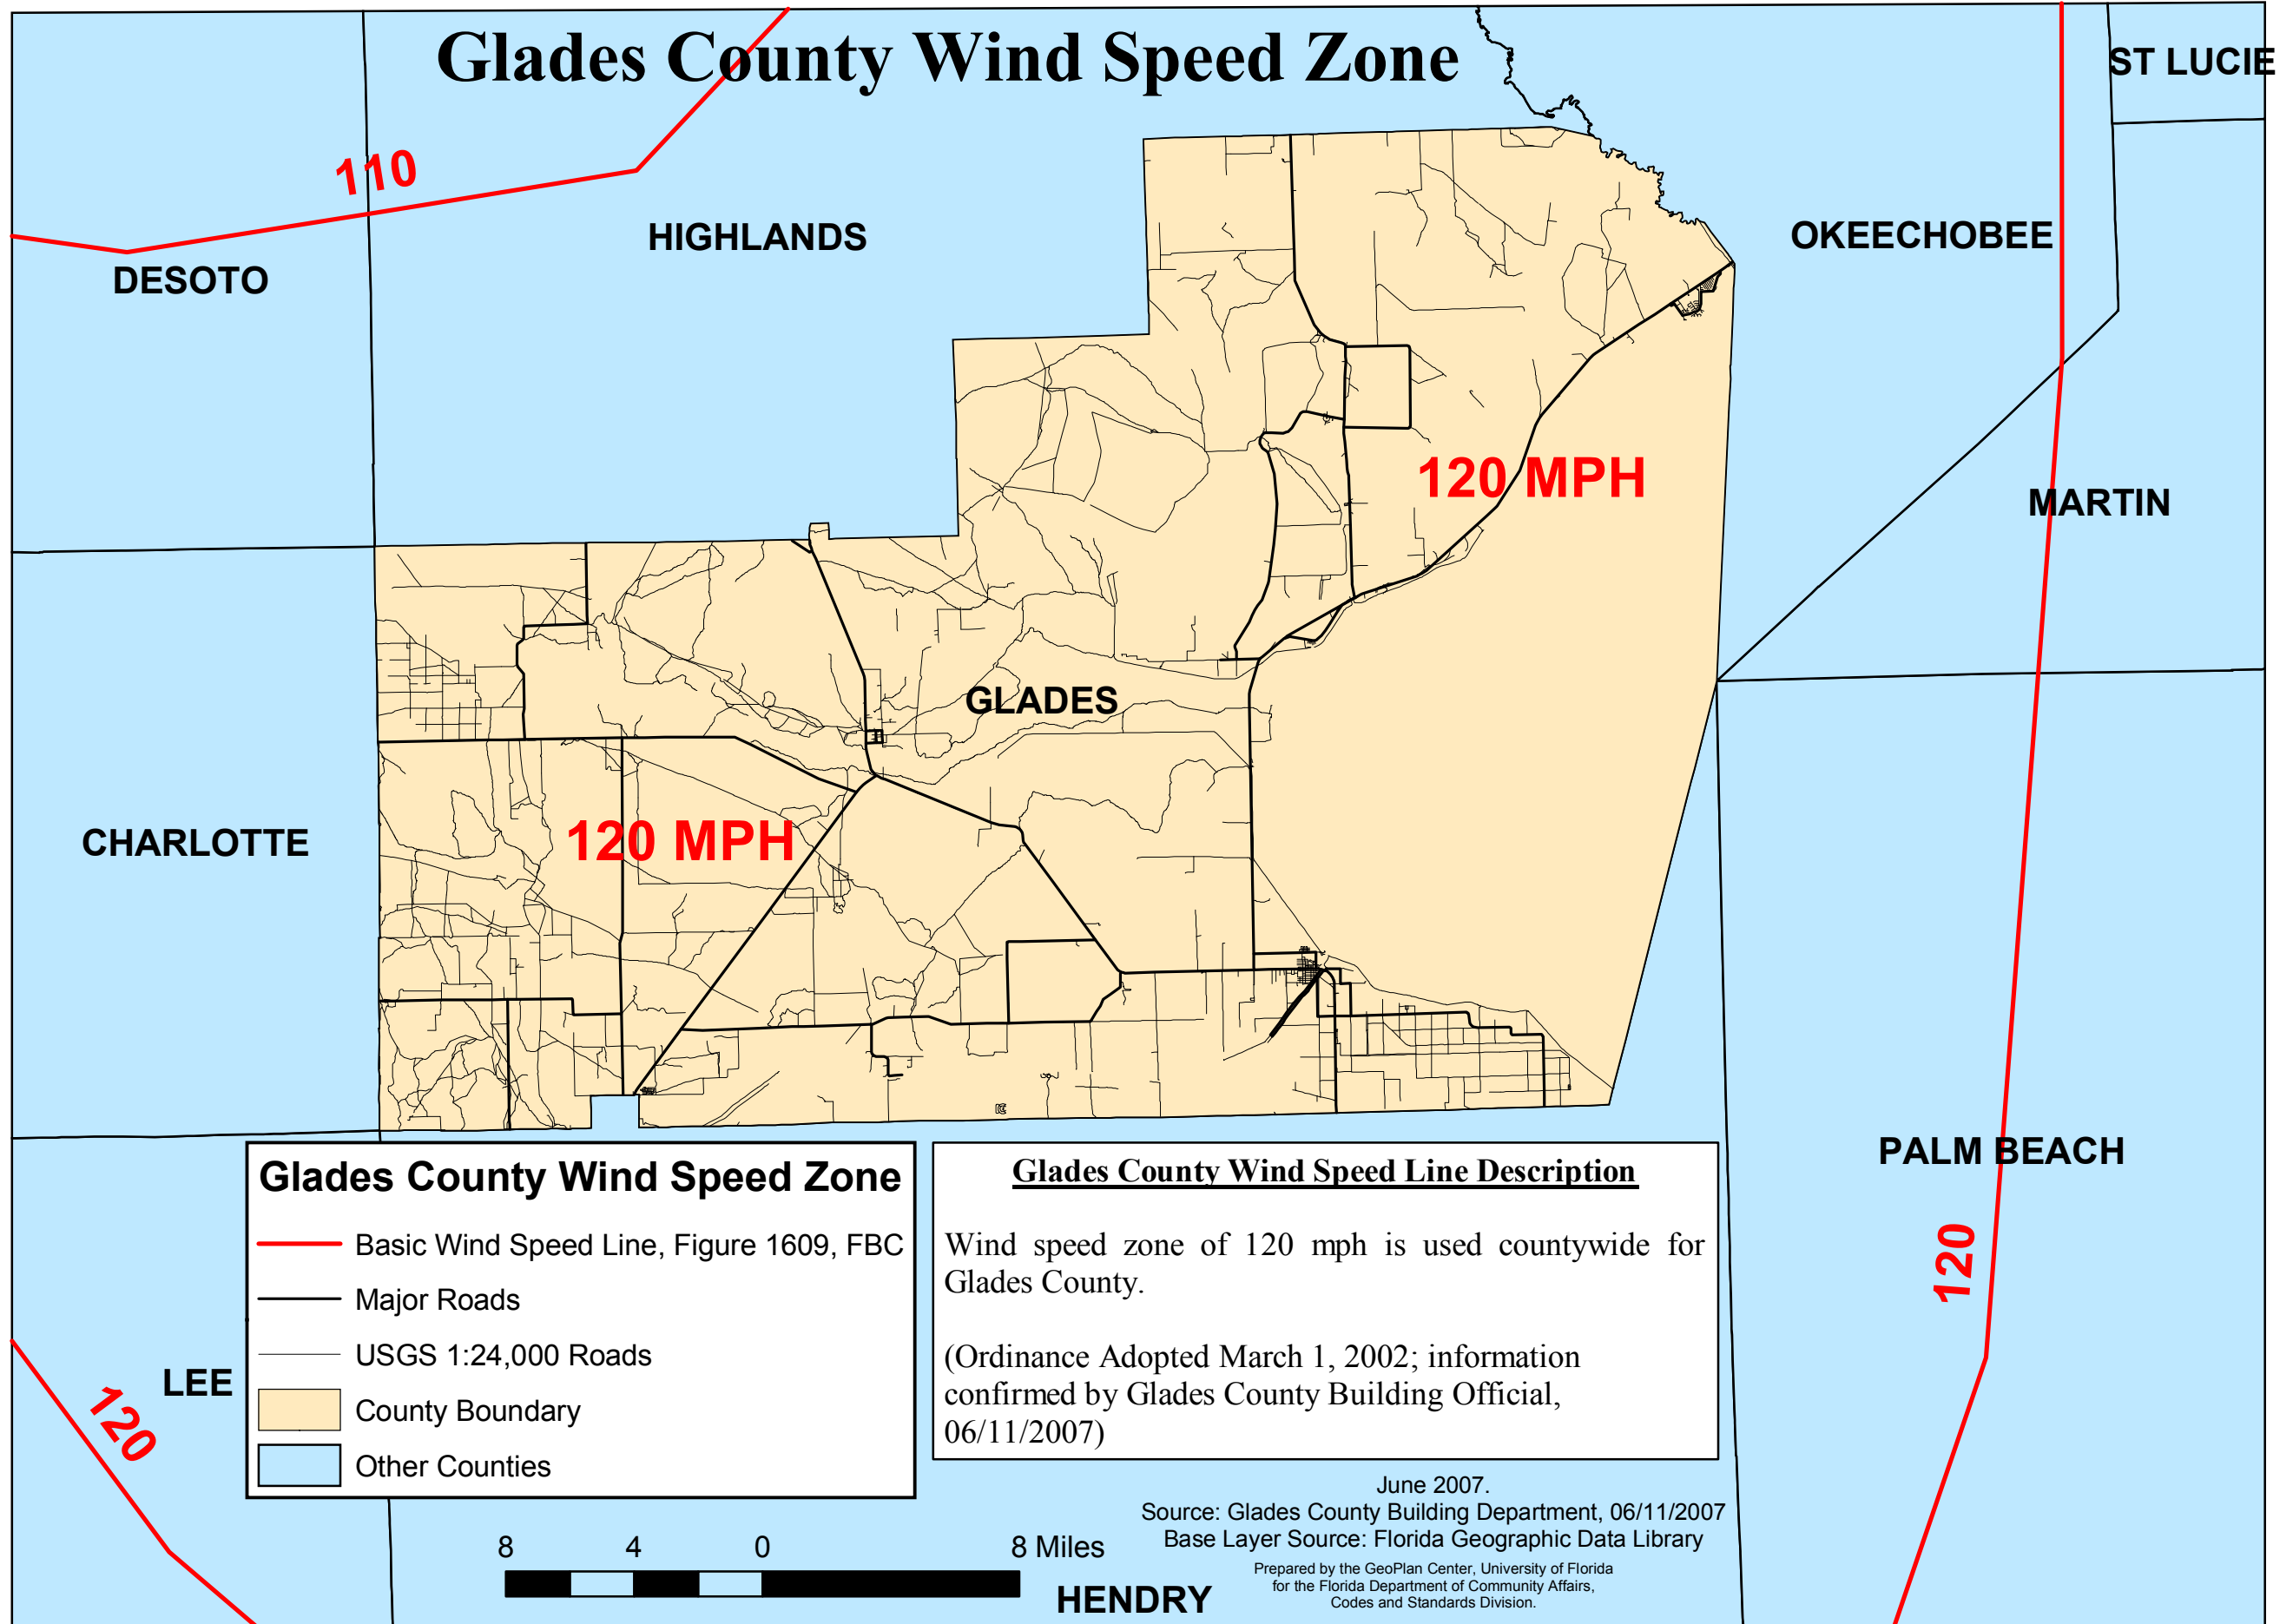 Glades County Wind Speed Zone
ST LUCIE
110
HIGHLANDS
OKEECHOBEE
DESOTO
120 MPH
MARTIN
GLADES
CHARLOTTE
120 MPH
PALM BEACH
120
LEE
120
Glades County Wind Speed Zone
Basic Wind Speed Line, Figure 1609, FBC
Major Roads
USGS 1:24,000 Roads
County Boundary
Other Counties
Glades County Wind Speed Line Description
Wind speed zone of 120 mph is used countywide for
Glades County.
(Ordinance Adopted March 1, 2002; information
confirmed by Glades County Building Official,
06/11/2007)
June 2007.
Source: Glades County Building Department, 06/11/2007
Base Layer Source: Florida Geographic Data Library
Prepared by the GeoPlan Center, University of Florida
for the Florida Department of Community Affairs,
Codes and Standards Division.
8 4 0 8 Miles
HENDRY